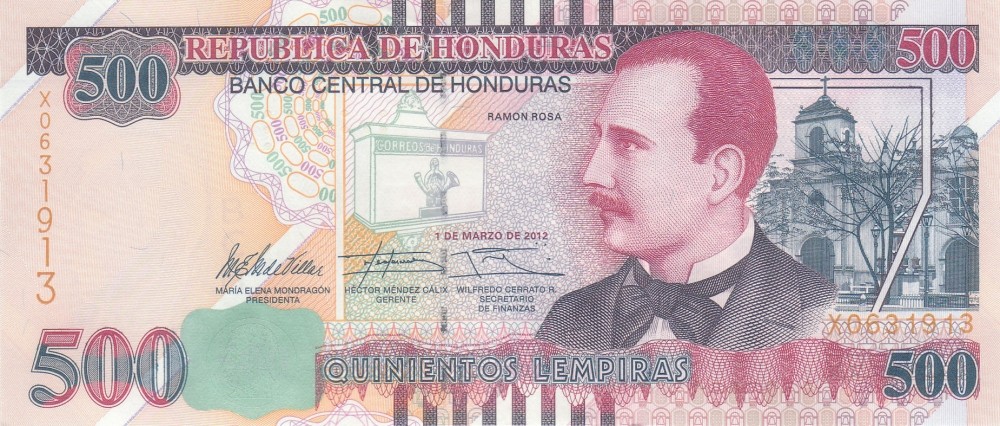 500
REPUBLICA DE HONDURAS
500
BANCO CENTRAL DE HONDURAS
RAMON ROSA
X0631913
CORREOS de HONDURAS
1 DE MARZO DE 2012
MARÍA ELENA MONDRAGÓN
PRESIDENTA
HÉCTOR MÉNDEZ CÁLIX
GERENTE
WILFREDO CERRATO R.
SECRETARIO
DE FINANZAS
X0631913
500
QUINIENTOS LEMPIRAS
500